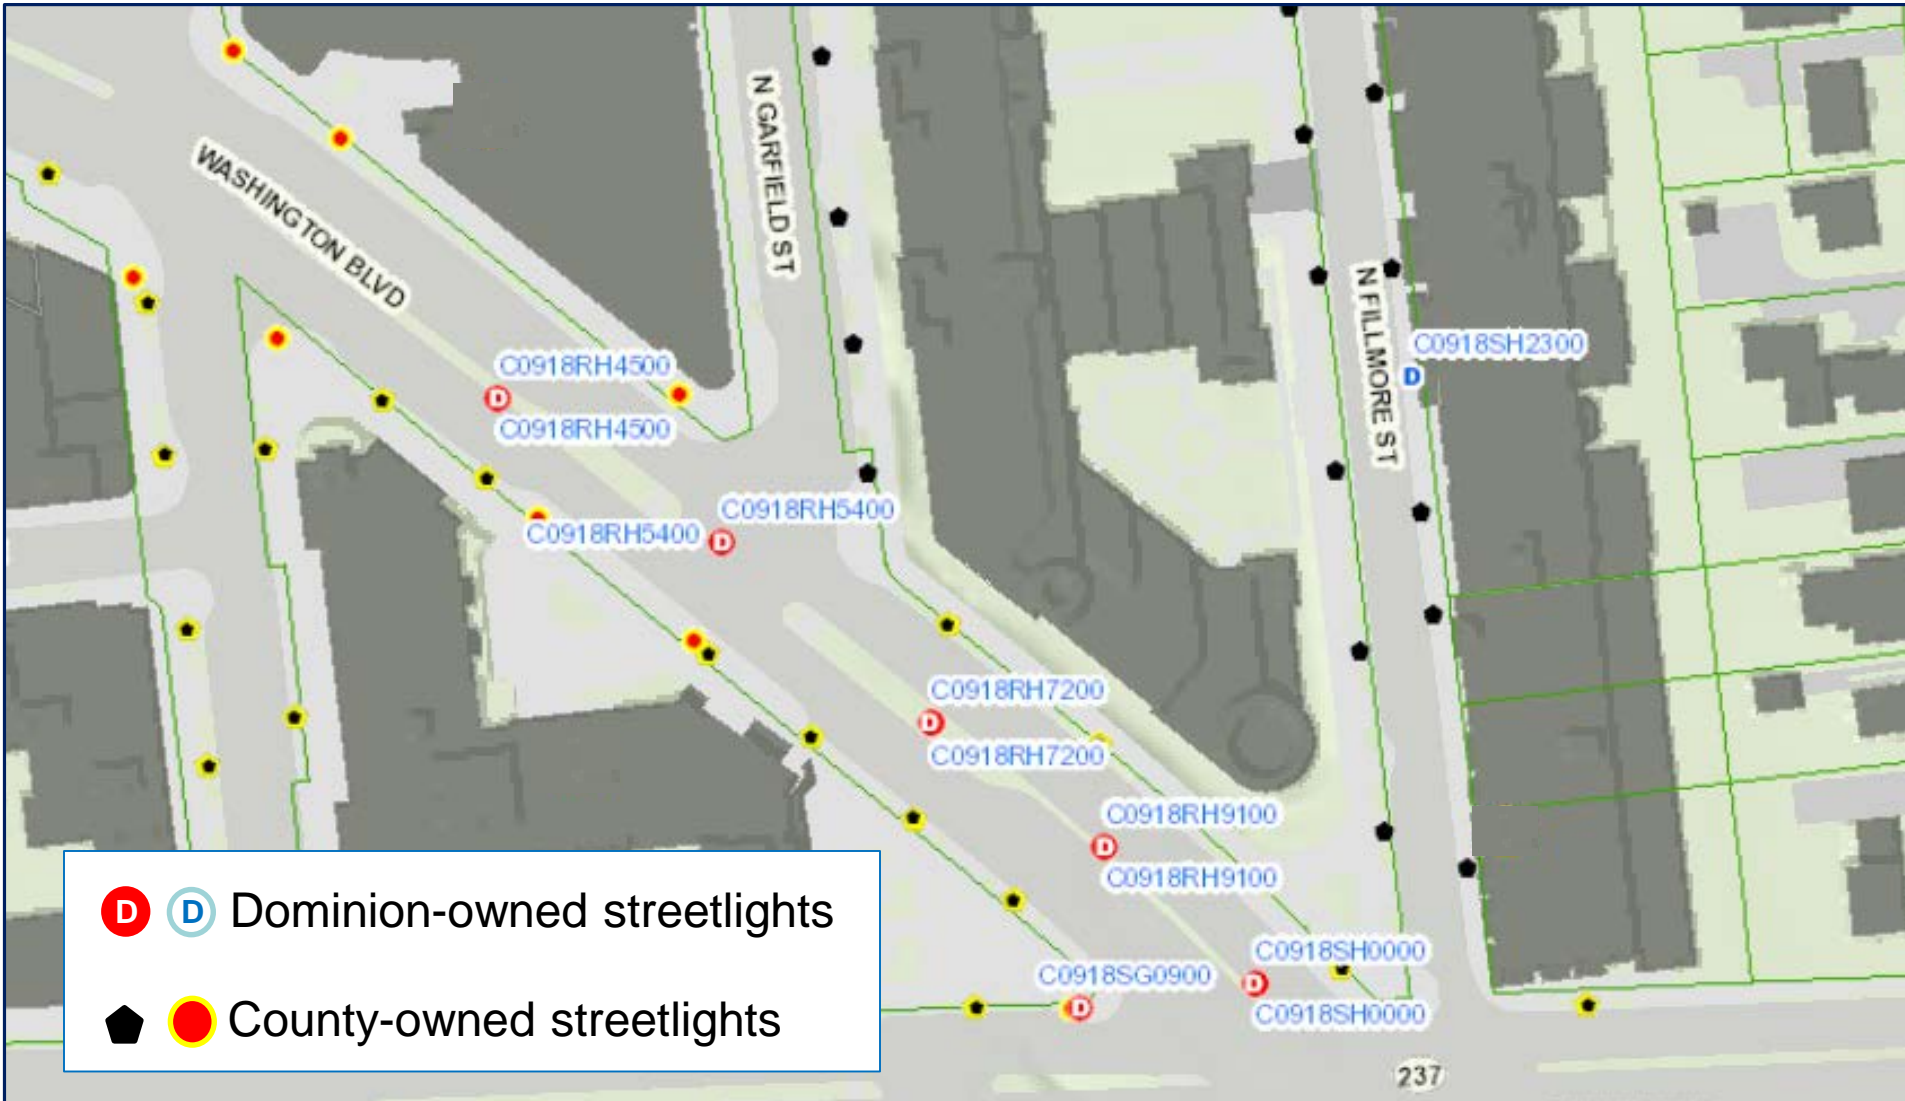 N GARFIELD ST
WASHINGTON BLVD
N FILLMORE ST
C0918SH2300
D
C0918RH4500
D
C0918RH4500
C0918RH5400
C0918RH5400
D
C0918RH7200
D
C0918RH7200
C0918RH9100
D
C0918RH9100
C0918SH0000
C0918SG0900
D
D
C0918SH0000
237
D D Dominion-owned streetlights
County-owned streetlights